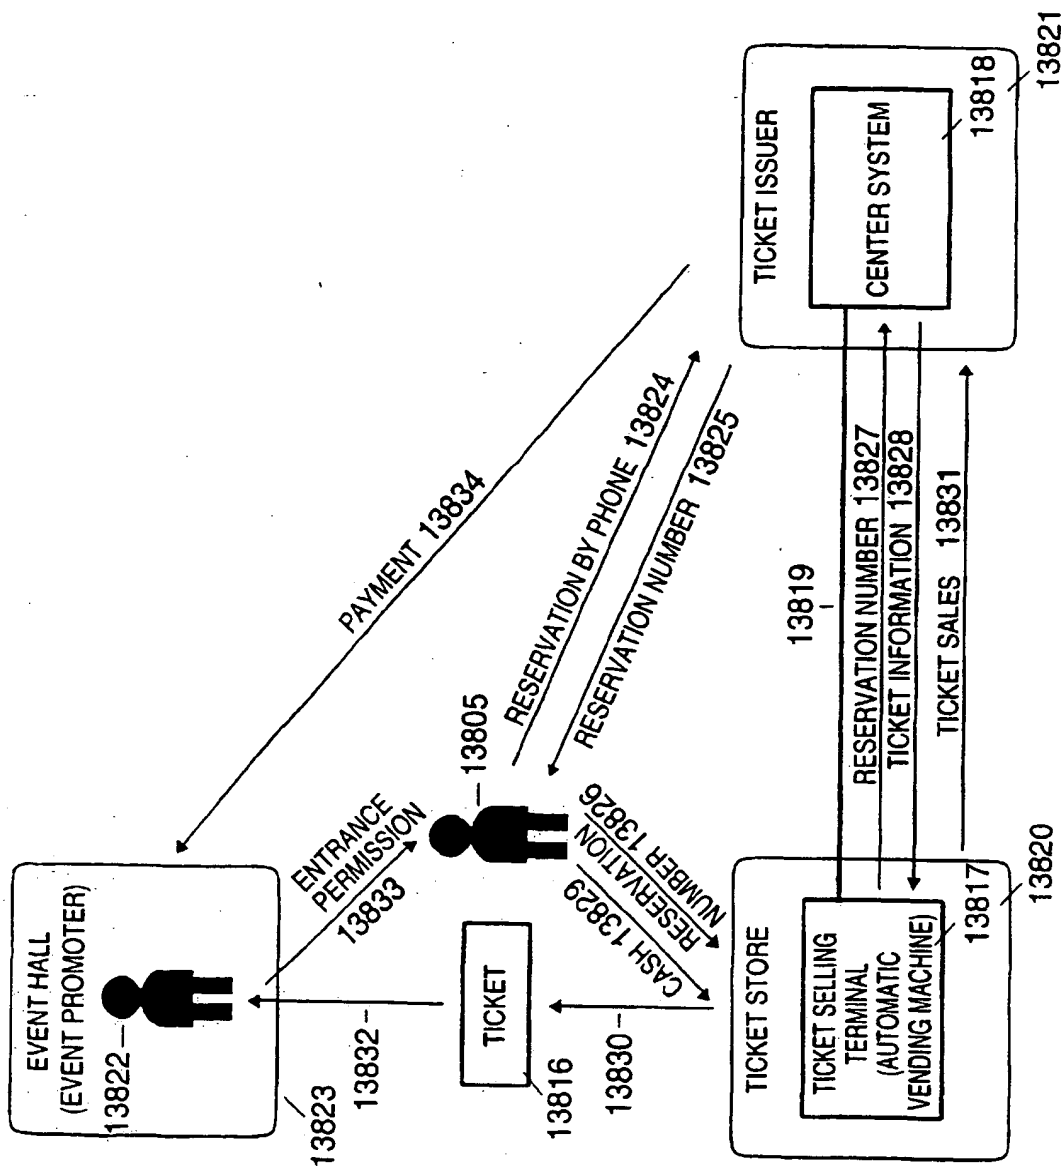 EVENT HALL
(EVENT PROMOTER)
13822
13823
ENTRANCE
PERMISSION
13833
13832
PAYMENT 13834
13805
TICKET
13816
13830
RESERVATION BY PHONE 13824
RESERVATION NUMBER 13825
RESERVATION
NUMBER 13826
CASH 13829
TICKET STORE
TICKET SELLING
TERMINAL
(AUTOMATIC
VENDING MACHINE)
13817
13820
13819
RESERVATION NUMBER 13827
TICKET INFORMATION 13828
TICKET SALES 13831
TICKET ISSUER
CENTER SYSTEM
13818
13821